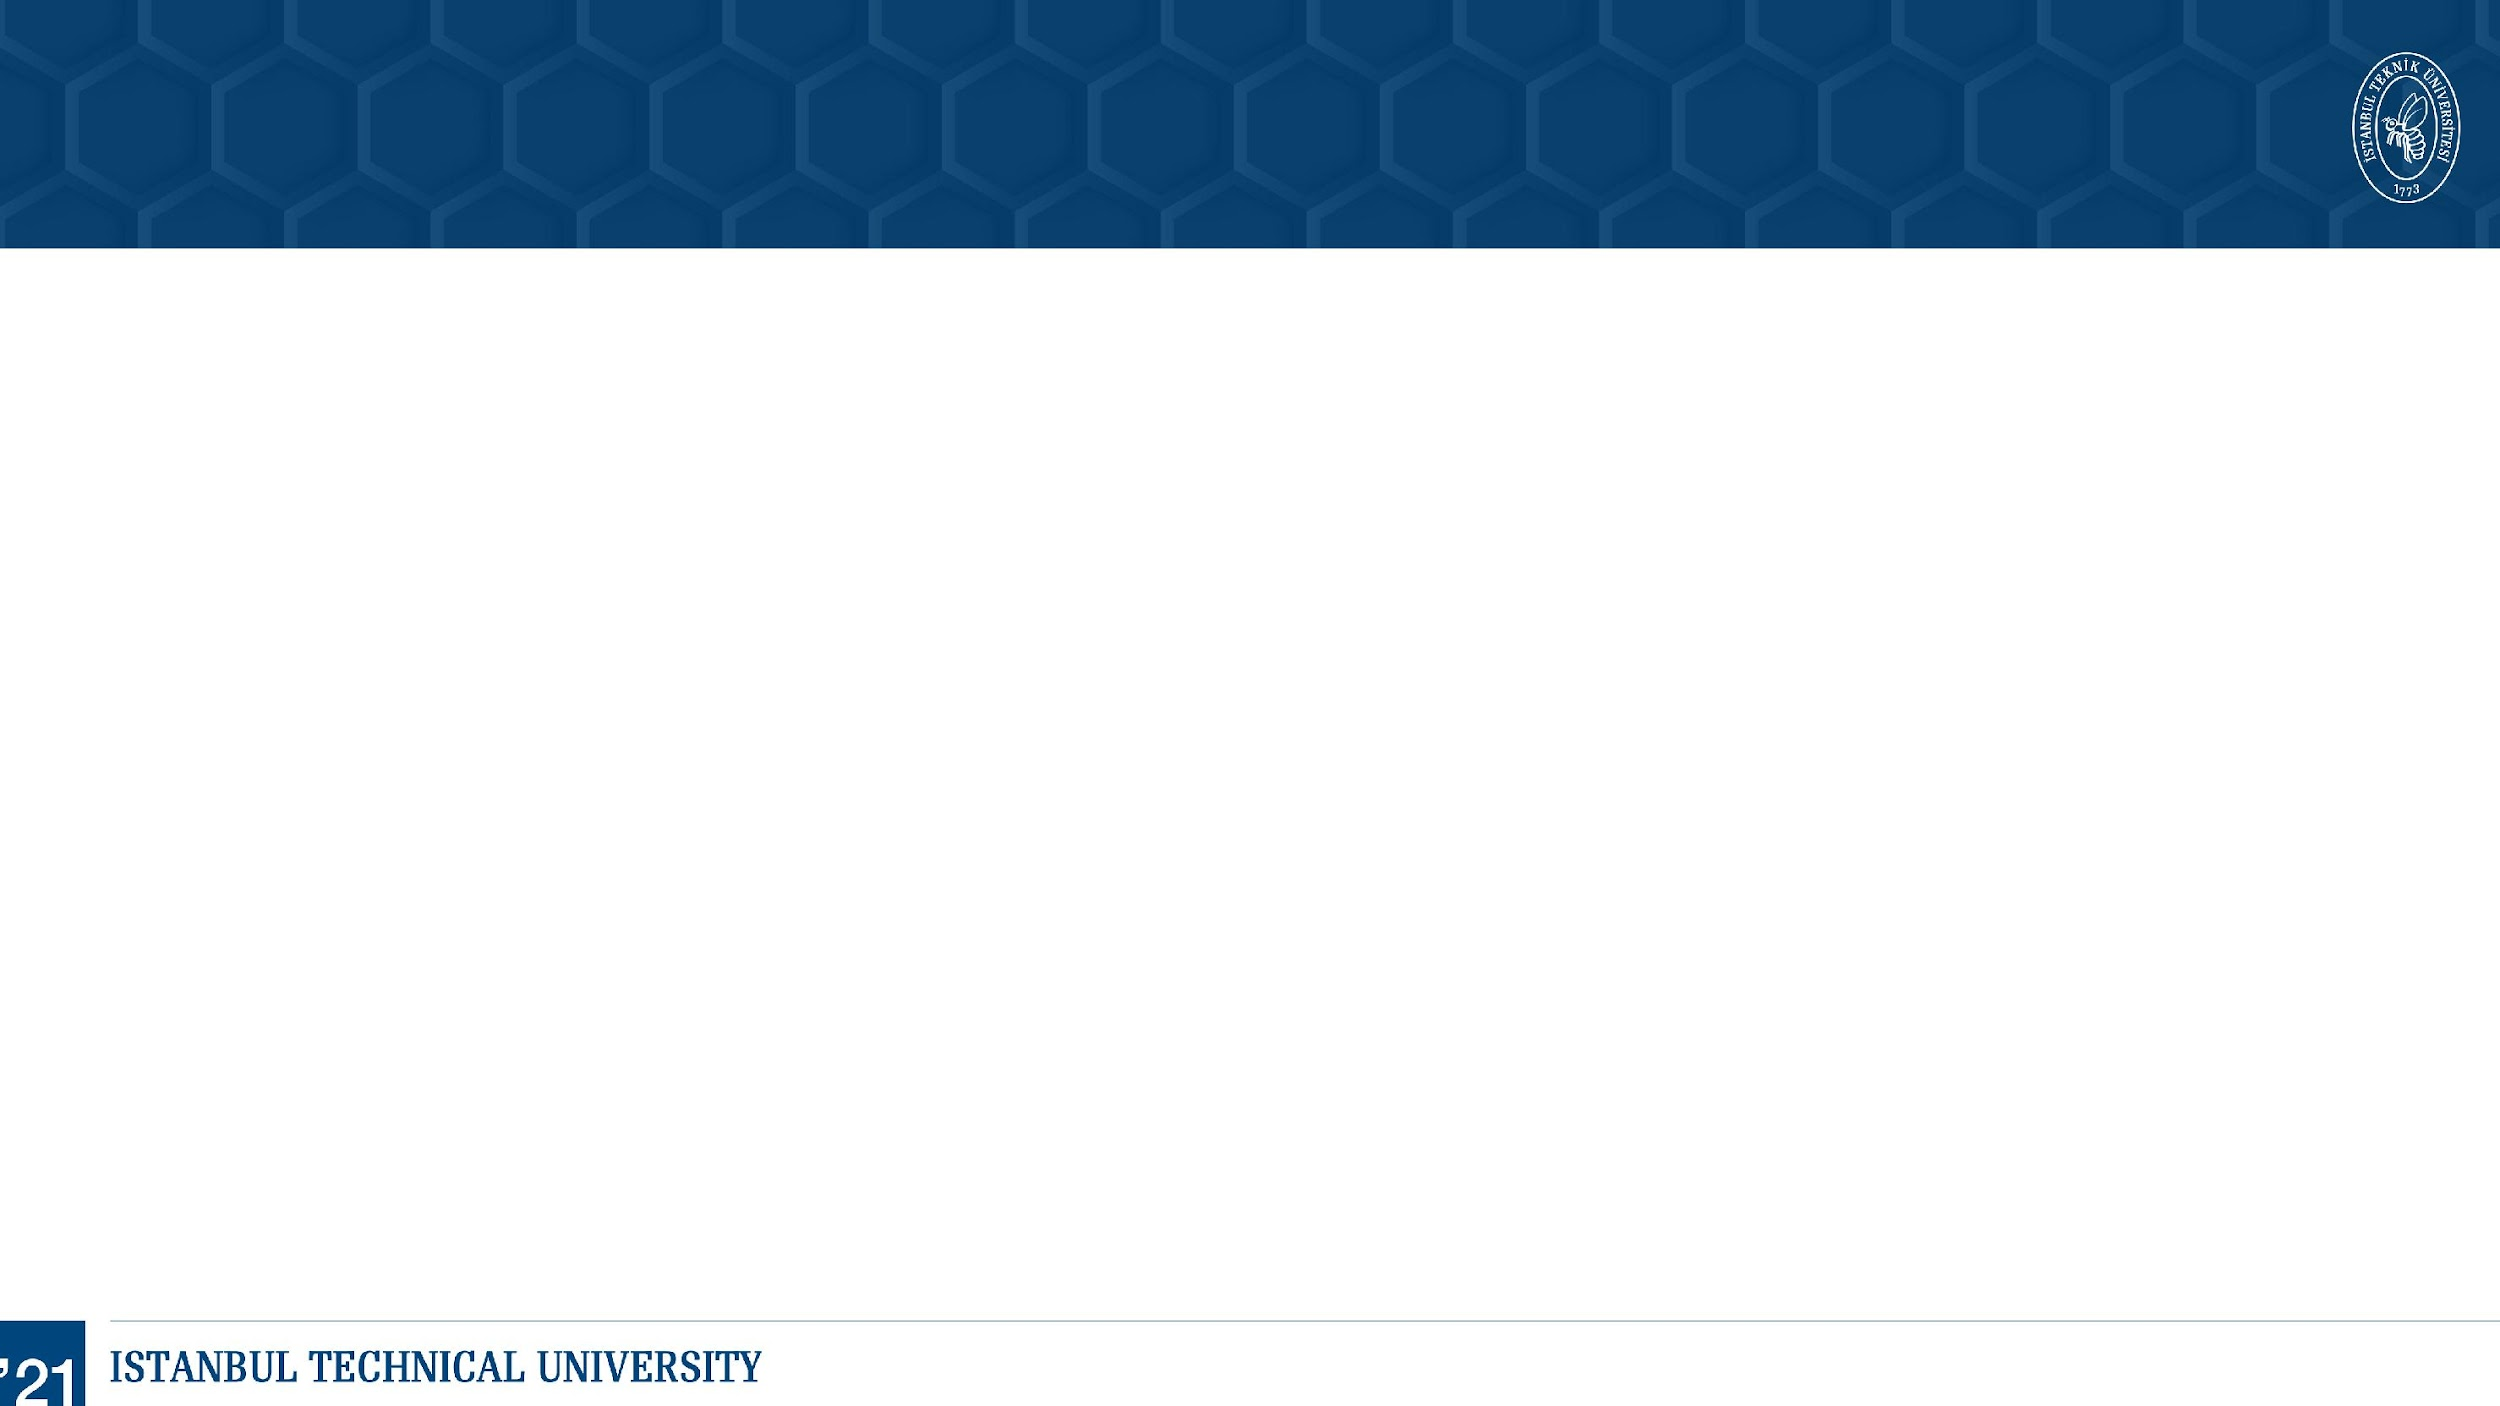 İSTANBUL TEKNİK ÜNİVERSİTESİ
1773
'21
ISTANBUL TECHNICAL UNIVERSITY